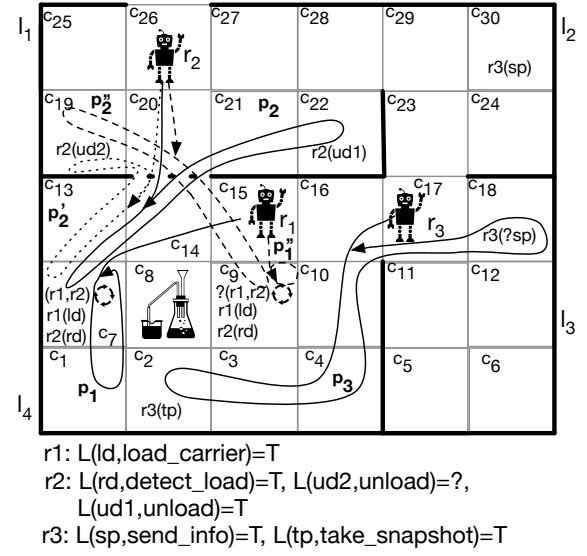 l1 c25 c26 c27 c28 c29 c30 l2
r2
r3(sp)
c19 p2'' c20 c21 p2 c22 c23 c24
r2(ud2) r2(ud1)
c13 c15 c16 c17 c18
p2' r1 r3 r3(?sp)
c14 p1''
c8 c9 c10 c11 c12
(r1,r2) ?(r1,r2)
r1(ld) r1(ld)
r2(rd) c7 r2(rd) l3
c1 c2 c3 c4 c5 c6
p1 p3
l4 r3(tp)
r1: L(ld,load_carrier)=T
r2: L(rd,detect_load)=T, L(ud2,unload)=?,
L(ud1,unload)=T
r3: L(sp,send_info)=T, L(tp,take_snapshot)=T